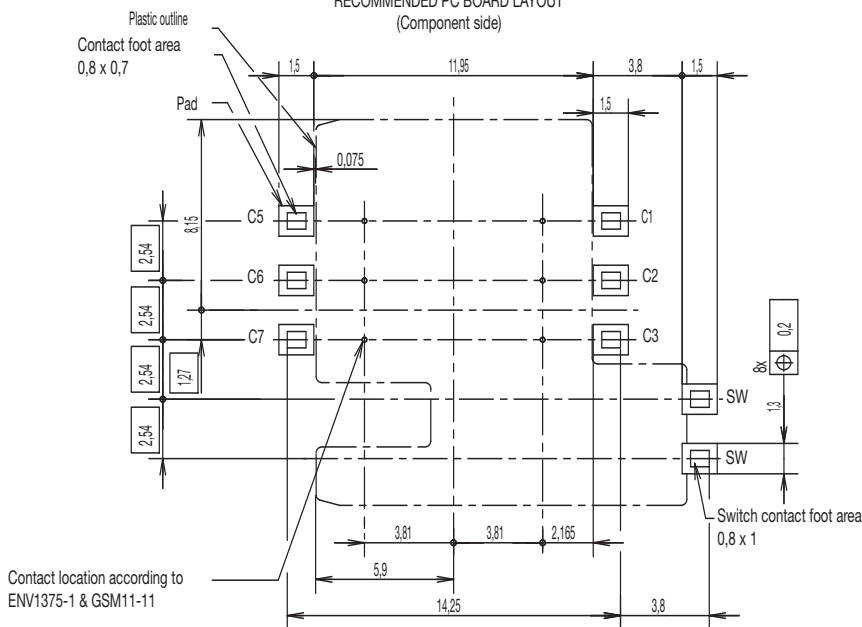 RECOMMENDED PC BOARD LAYOUT
(Component side)
Plastic outline
Contact foot area
0,8 x 0,7
Pad
1,5
11,95
3,8
1,5
1,5
0,075
8,15
C5
C1
2,54
C6
C2
2,54
C7
C3
0,2
8x
2,54
1,27
SW
1,3
2,54
SW
Switch contact foot area
0,8 x 1
3,81
3,81
2,165
5,9
Contact location according to
ENV1375-1 & GSM11-11
14,25
3,8